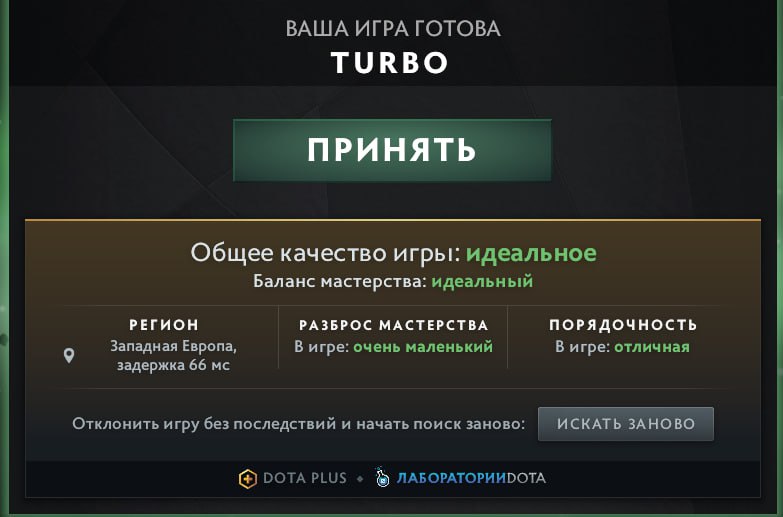 ВАША ИГРА ГОТОВА
TURBO
ПРИНЯТЬ
Общее качество игры: идеальное
Баланс мастерства: идеальный
РЕГИОН
Западная Европа,
задержка 66 мс
РАЗБРОС МАСТЕРСТВА
В игре: очень маленький
ПОРЯДОЧНОСТЬ
В игре: отличная
Отклонить игру без последствий и начать поиск заново: ИСКАТЬ ЗАНОВО
DOTA PLUS ЛАБОРАТОРИИDOTA